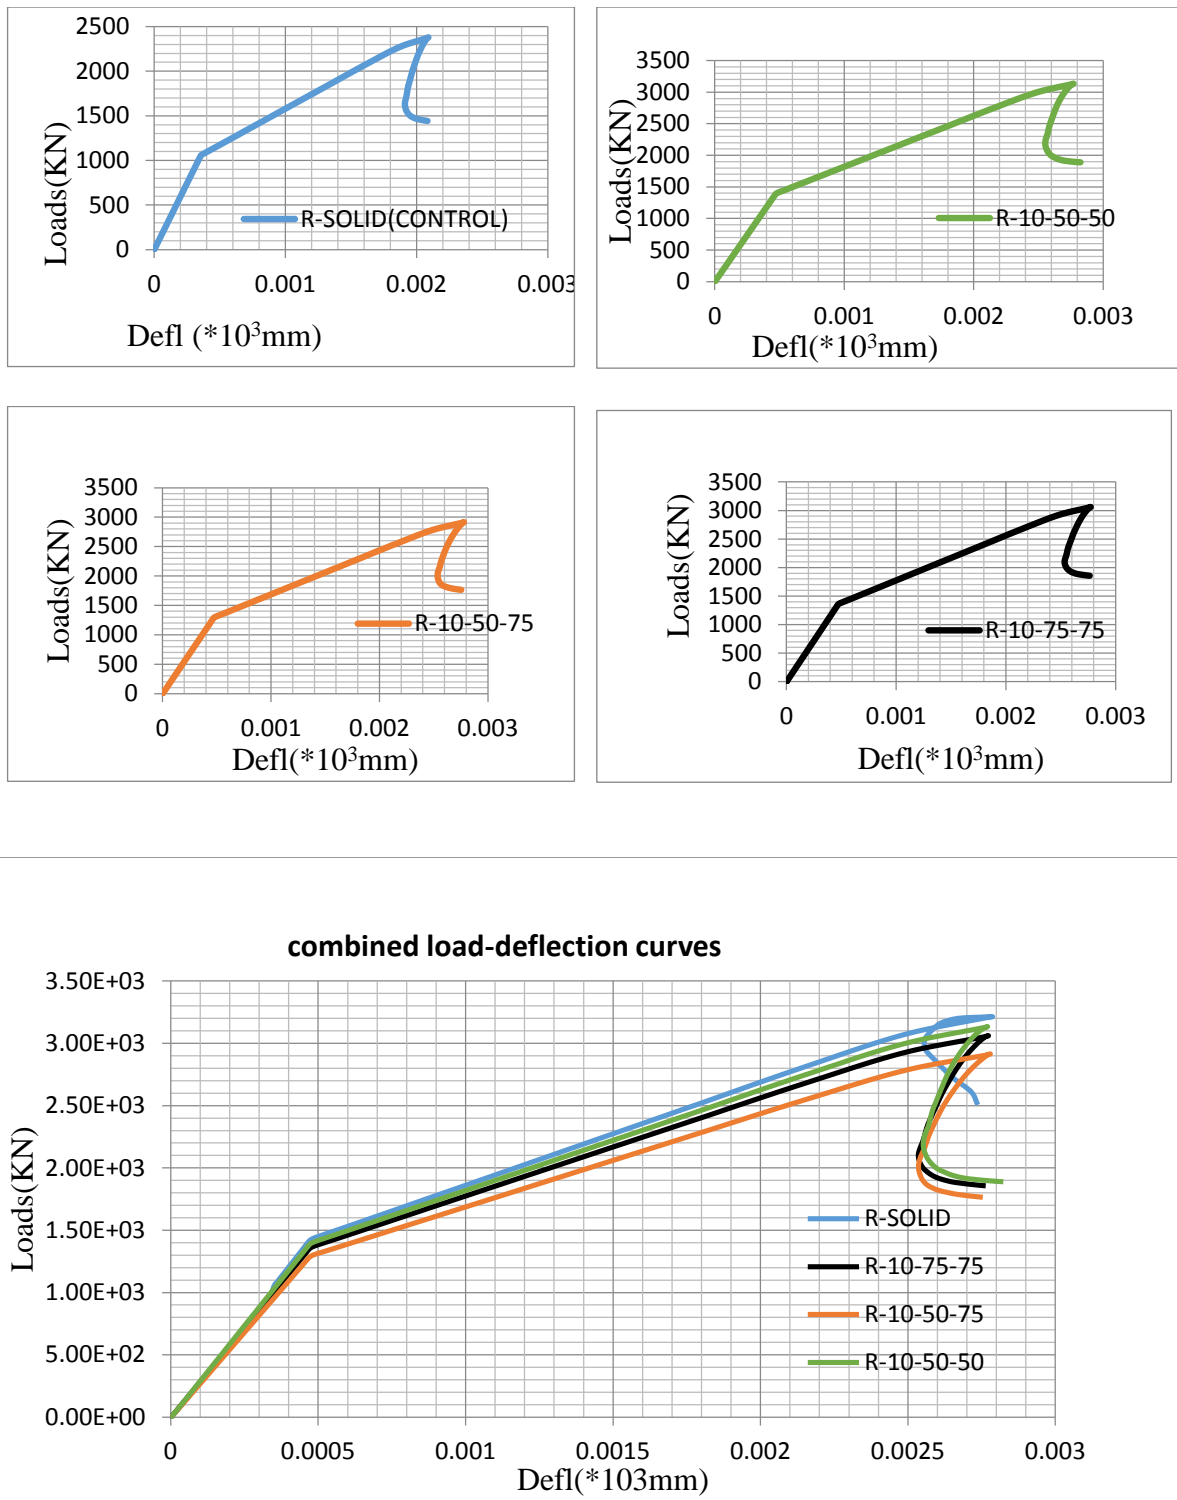 2500
2000
1500
1000
500
0
Loads(KN)
R-SOLID(CONTROL)
0 0.001 0.002 0.003
Defl (*10³mm)
3500
3000
2500
2000
1500
1000
500
0
Loads(KN)
R-10-50-50
0 0.001 0.002 0.003
Defl(*10³mm)
3500
3000
2500
2000
1500
1000
500
0
Loads(KN)
R-10-50-75
0 0.001 0.002 0.003
Defl(*10³mm)
3500
3000
2500
2000
1500
1000
500
0
Loads(KN)
R-10-75-75
0 0.001 0.002 0.003
Defl(*10³mm)
combined load-deflection curves
3.50E+03
3.00E+03
2.50E+03
2.00E+03
1.50E+03
1.00E+03
5.00E+02
0.00E+00
Loads(KN)
R-SOLID
R-10-75-75
R-10-50-75
R-10-50-50
0 0.0005 0.001 0.0015 0.002 0.0025 0.003
Defl(*103mm)